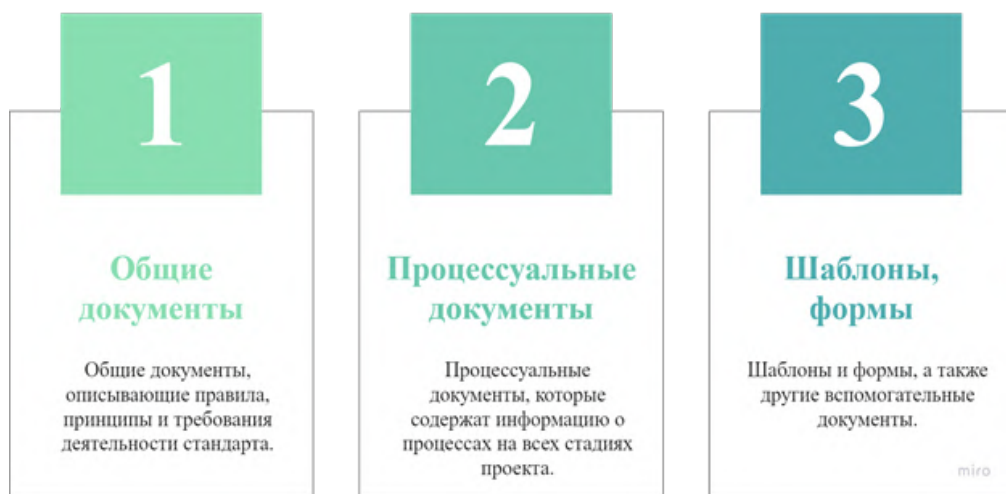 1
Общие
документы
Общие документы,
описывающие правила,
принципы и требования
деятельности стандарта.
2
Процессуальные
документы
Процессуальные
документы, которые
содержат информацию о
процессах на всех стадиях
проекта.
3
Шаблоны,
формы
Шаблоны и формы, а также
другие вспомогательные
документы.
miro